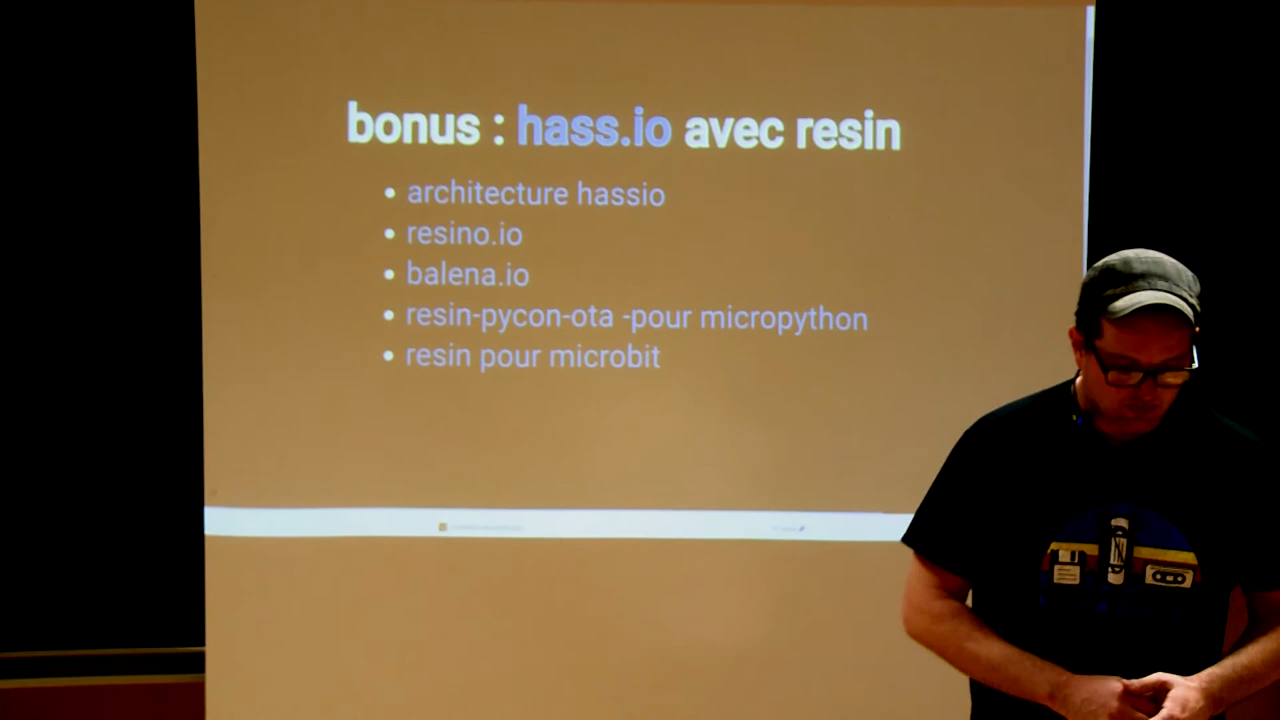 bonus : hass.io avec resin
architecture hassio
resino.io
balena.io
resin-pycon-ota -pour micropython
resin pour microbit